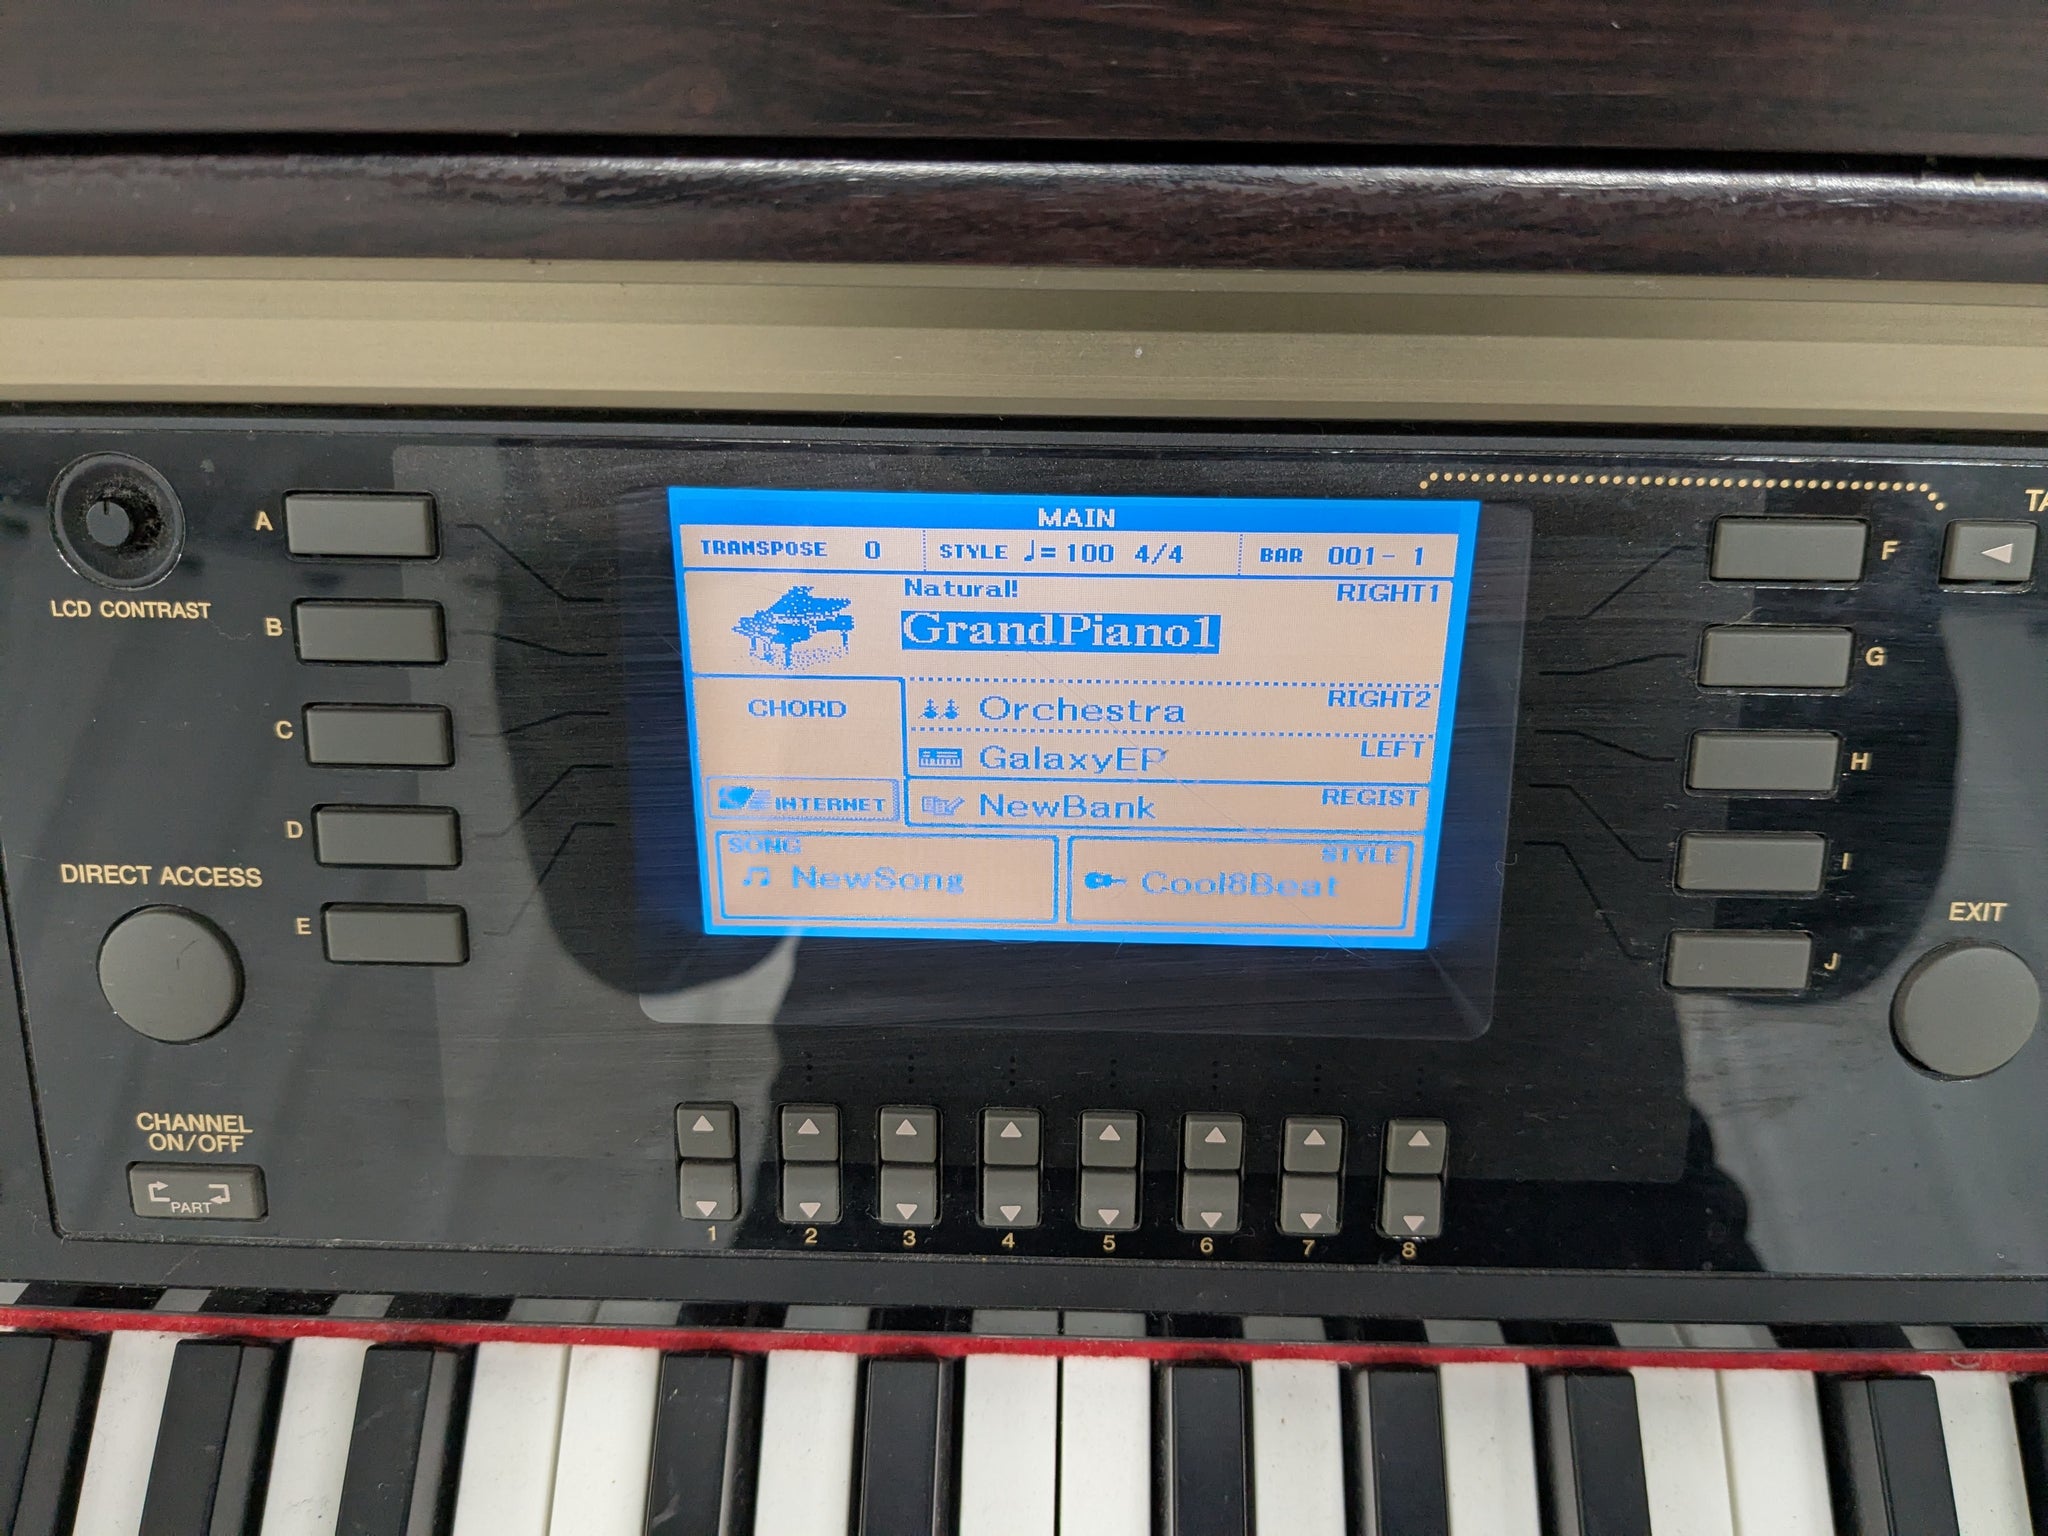 MAIN
TRANSPOSE 0 STYLE ♩= 100 4/4 BAR 001- 1
Natural! RIGHT1
GrandPiano1
CHORD
Orchestra RIGHT2
GalaxyEP LEFT
INTERNET
NewBank REGIST
SONG
NewSong
STYLE
Cool8Beat
LCD CONTRAST
A
B
C
D
E
DIRECT ACCESS
CHANNEL
ON/OFF
PART
F
G
H
I
J
EXIT
1 2 3 4 5 6 7 8